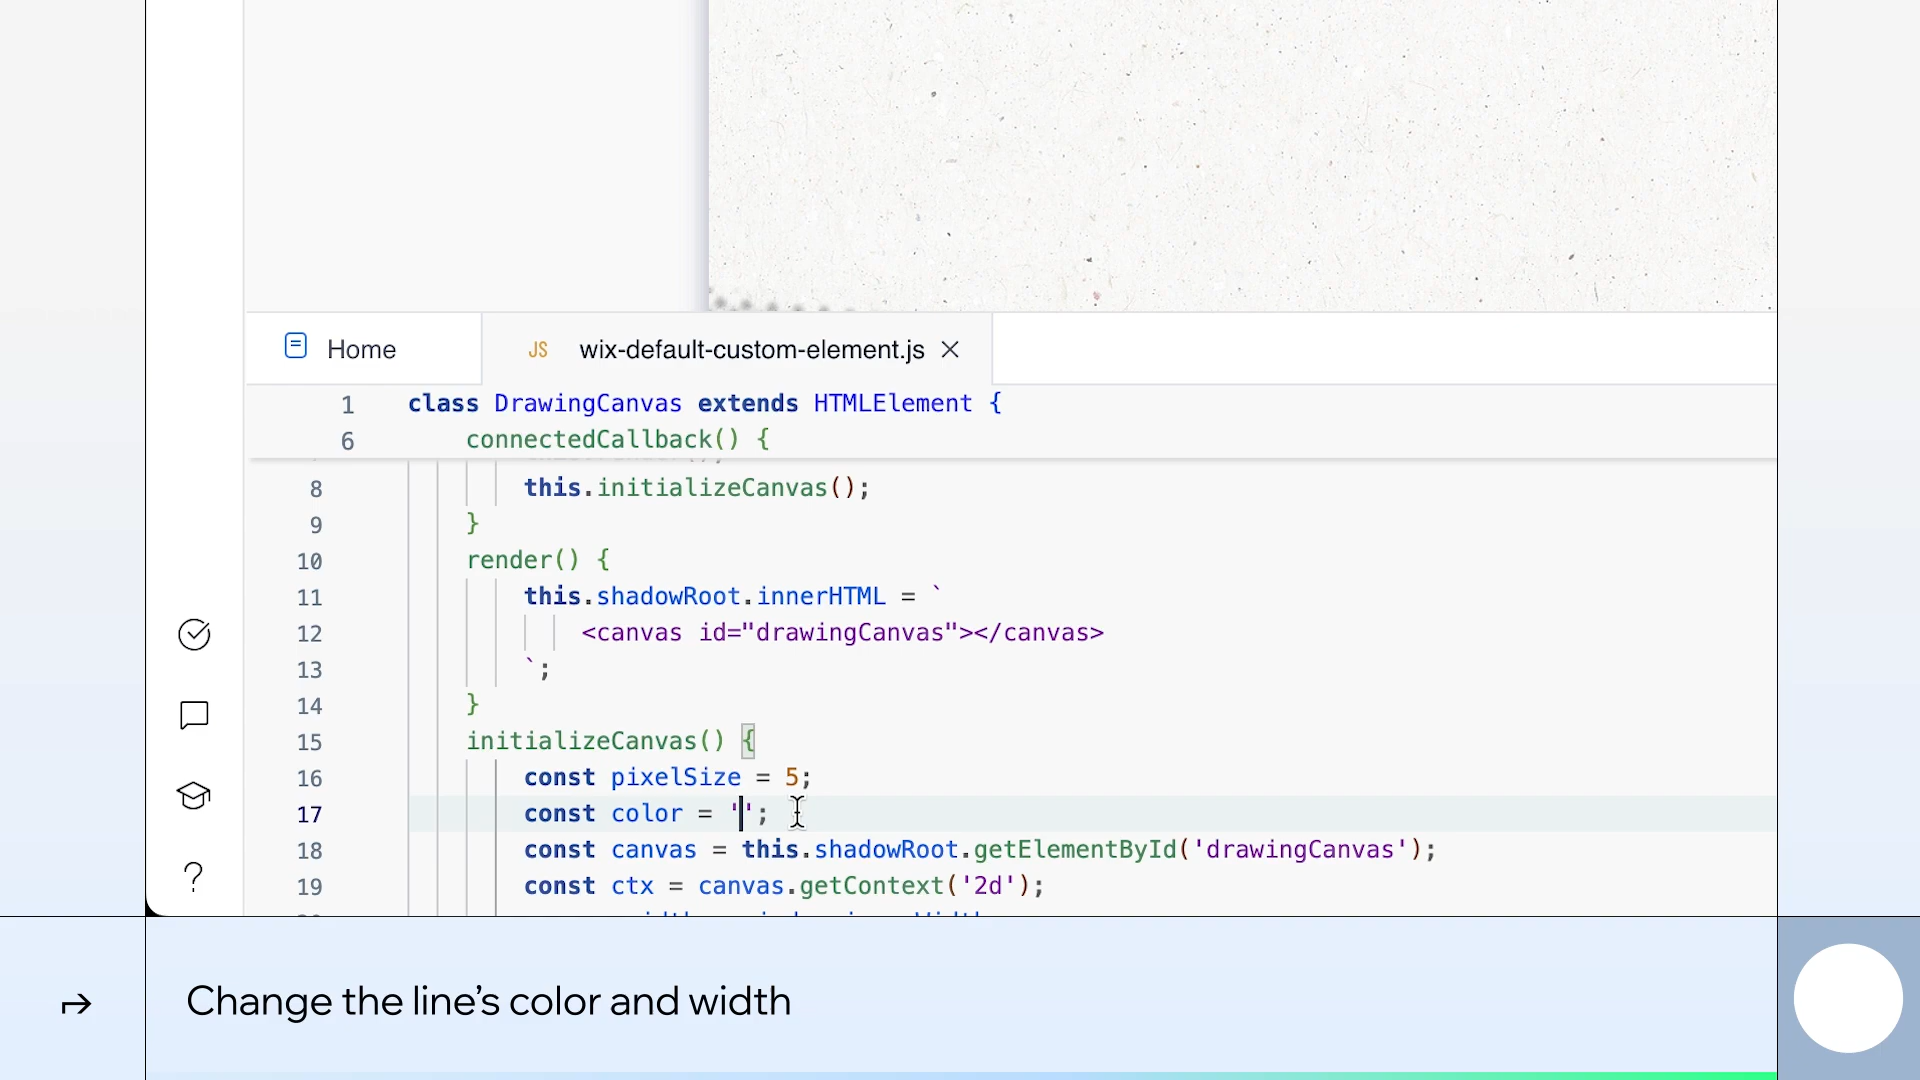 Home
JS wix-default-custom-element.js
1 class DrawingCanvas extends HTMLElement {
6 connectedCallback() {
8 this.initializeCanvas();
9 }
10 render() {
11 this.shadowRoot.innerHTML = `
12 <canvas id="drawingCanvas"></canvas>
13 `;
14 }
15 initializeCanvas() {
16 const pixelSize = 5;
17 const color = '';
18 const canvas = this.shadowRoot.getElementById('drawingCanvas');
19 const ctx = canvas.getContext('2d');
Change the line’s color and width